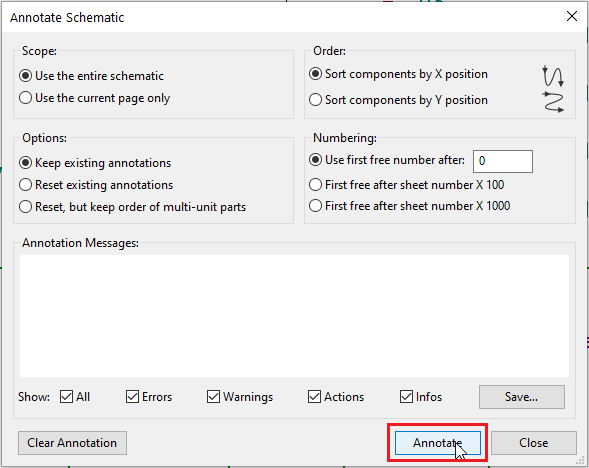 Annotate Schematic
Scope:
Use the entire schematic
Use the current page only
Order:
Sort components by X position
Sort components by Y position
Options:
Keep existing annotations
Reset existing annotations
Reset, but keep order of multi-unit parts
Numbering:
Use first free number after: 0
First free after sheet number X 100
First free after sheet number X 1000
Annotation Messages:
Show: All Errors Warnings Actions Infos Save...
Clear Annotation Annotate Close